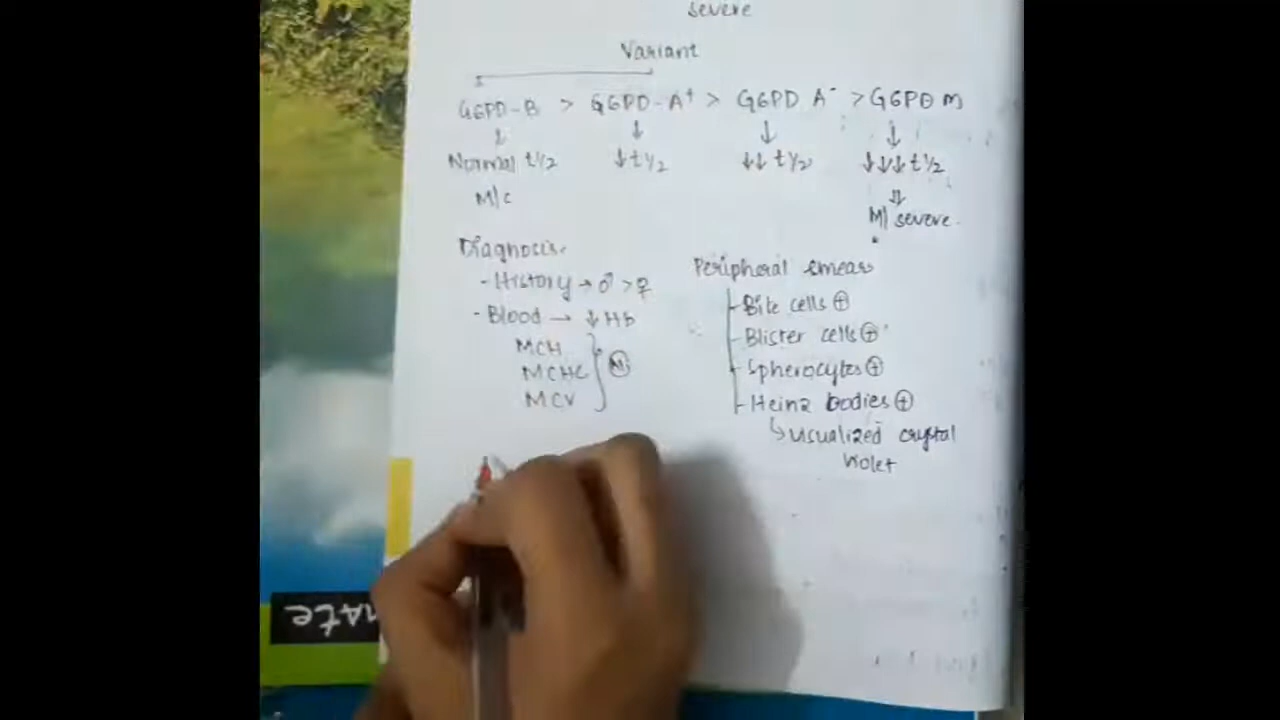 severe
Variant
G6PD-B > G6PD-A⁺ > G6PD A⁻ > G6PD M
↓ ↓ ↓ ↓
Normal t1/2 ↓t1/2 ↓↓ t1/2 ↓↓↓ t1/2
M/c
⇓
M/severe.
Diagnosis.
- History → ♂ > ♀
- Blood → ↓ Hb
MCH
MCHC
MCV
N
Peripheral smear
Bite cells ⊕
Blister cells ⊕
Spherocytes ⊕
Heinz bodies ⊕
↳ visualized crystal
violet